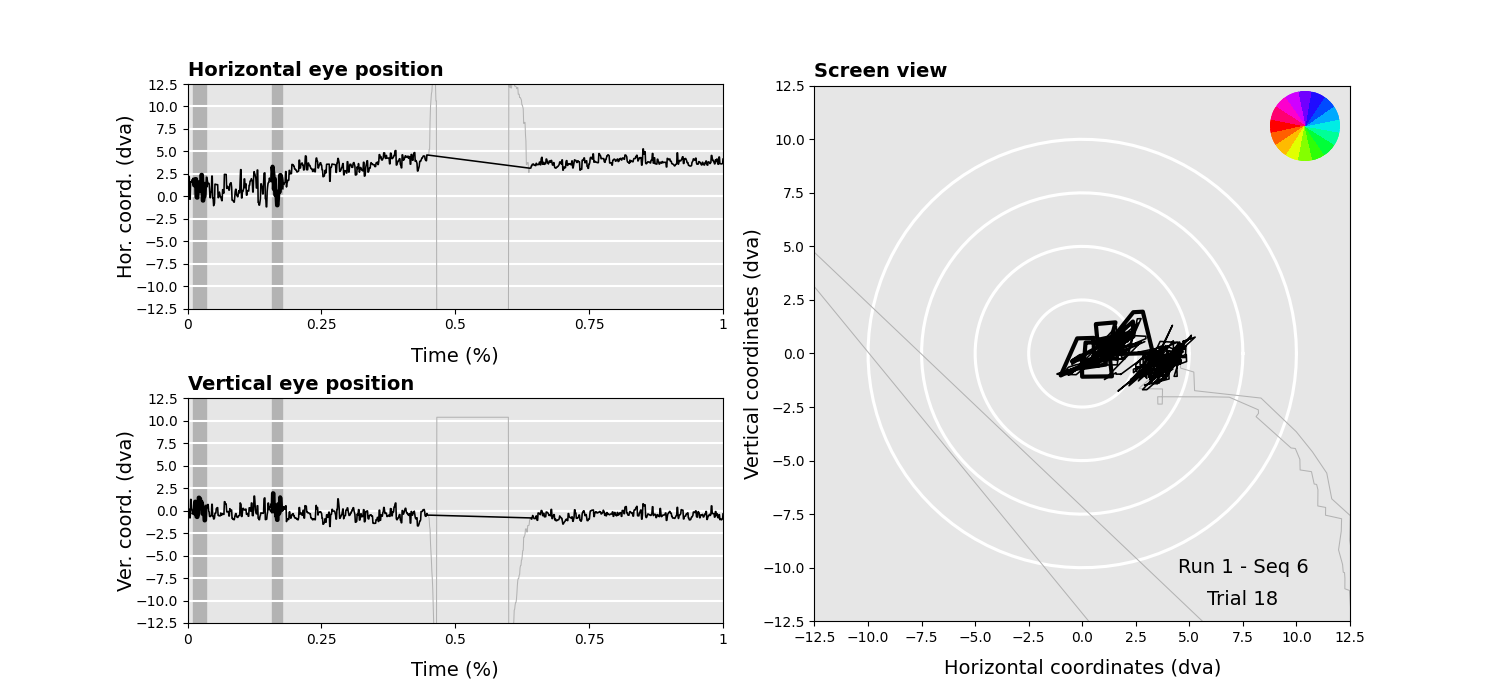 Horizontal eye position
Hor. coord. (dva)
12.5
10.0
7.5
5.0
2.5
0.0
−2.5
−5.0
−7.5
−10.0
−12.5
0 0.25 0.5 0.75 1
Time (%)
Vertical eye position
Ver. coord. (dva)
12.5
10.0
7.5
5.0
2.5
0.0
−2.5
−5.0
−7.5
−10.0
−12.5
0 0.25 0.5 0.75 1
Time (%)
Screen view
Vertical coordinates (dva)
12.5
10.0
7.5
5.0
2.5
0.0
−2.5
−5.0
−7.5
−10.0
−12.5
Run 1 - Seq 6
Trial 18
−12.5 −10.0 −7.5 −5.0 −2.5 0.0 2.5 5.0 7.5 10.0 12.5
Horizontal coordinates (dva)